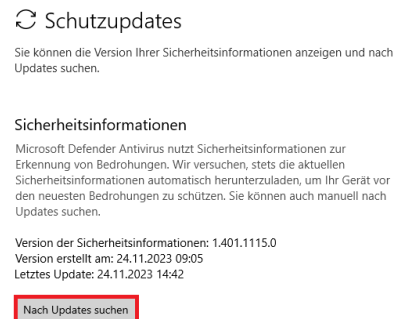 Schutzupdates
Sie können die Version Ihrer Sicherheitsinformationen anzeigen und nach
Updates suchen.
Sicherheitsinformationen
Microsoft Defender Antivirus nutzt Sicherheitsinformationen zur
Erkennung von Bedrohungen. Wir versuchen, stets die aktuellen
Sicherheitsinformationen automatisch herunterzuladen, um Ihr Gerät vor
den neuesten Bedrohungen zu schützen. Sie können auch manuell nach
Updates suchen.
Version der Sicherheitsinformationen: 1.401.1115.0
Version erstellt am: 24.11.2023 09:05
Letztes Update: 24.11.2023 14:42
Nach Updates suchen